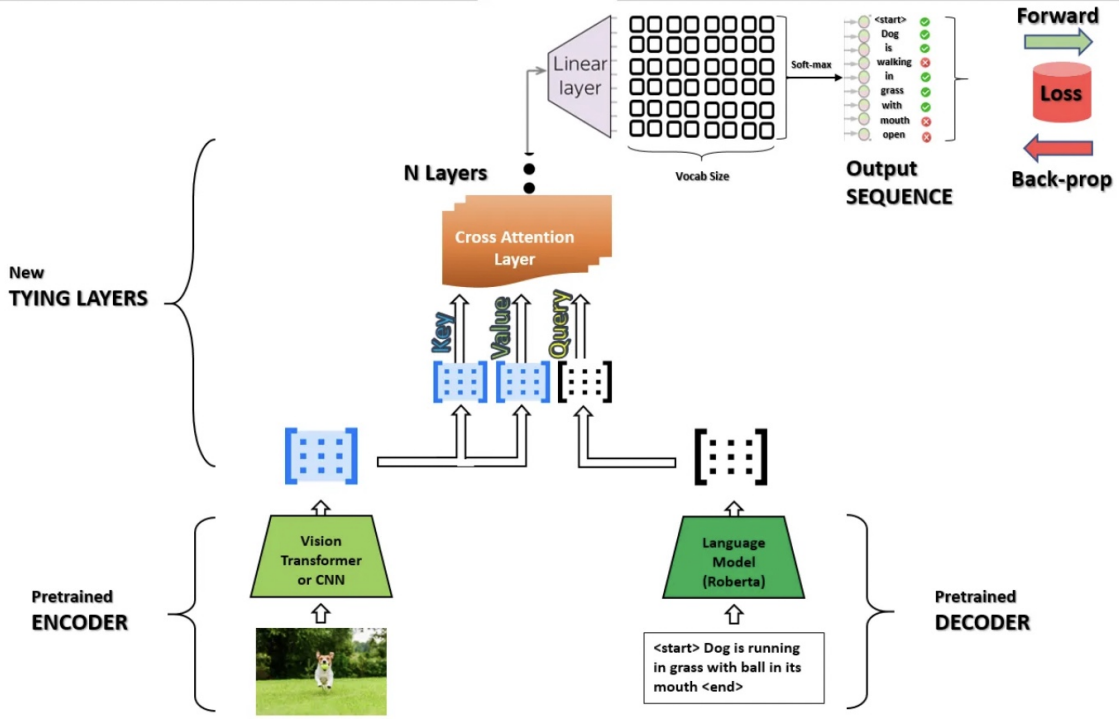 Linear
layer
Vocab Size
Soft-max
<start>
Dog
is
walking
in
grass
with
mouth
open
Output
SEQUENCE
Forward
Loss
Back-prop
N Layers
Cross Attention
Layer
Key
Value
Query
New
TYING LAYERS
Vision
Transformer
or CNN
Pretrained
ENCODER
Language
Model
(Roberta)
<start> Dog is running
in grass with ball in its
mouth <end>
Pretrained
DECODER